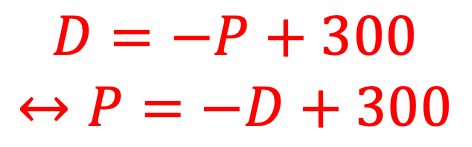 D = −P + 300
↔ P = −D + 300